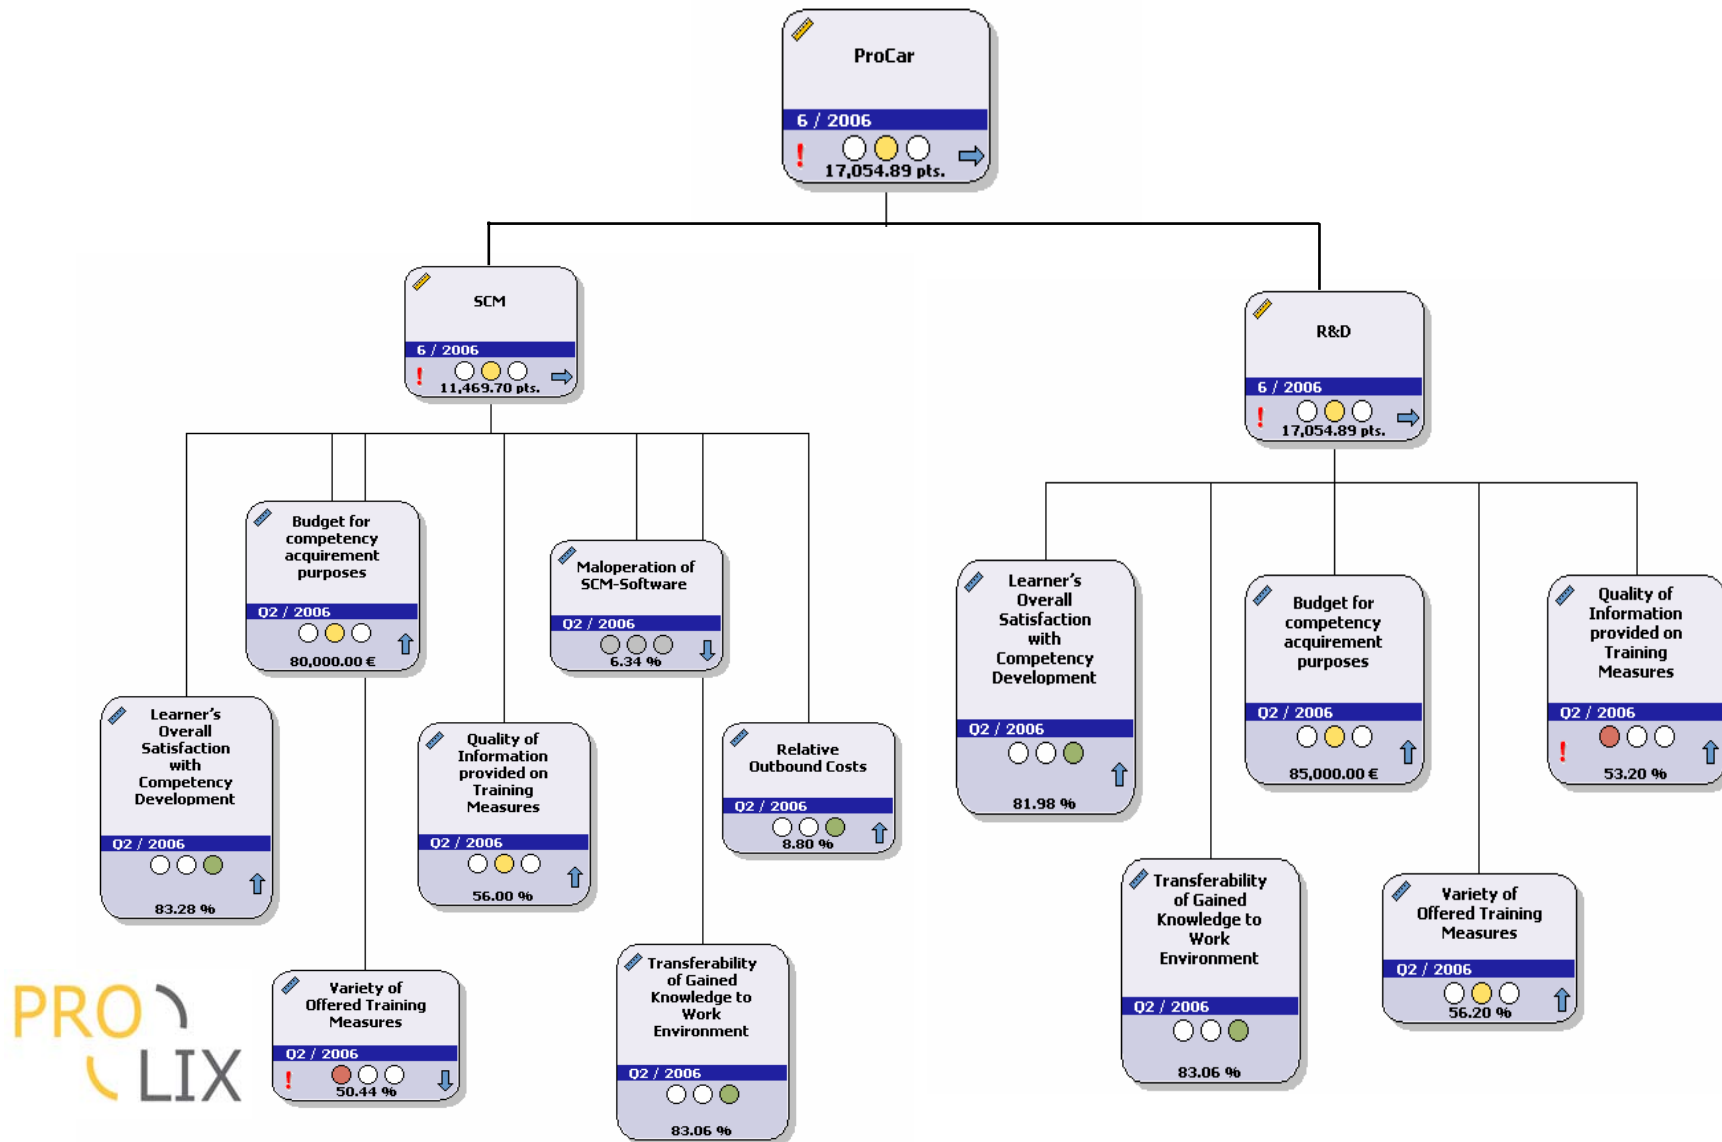 ProCar
6 / 2006
!
17,054.89 pts.
SCM
6 / 2006
!
11,469.70 pts.
R&D
6 / 2006
!
17,054.89 pts.
Budget for
competency
acquirement
purposes
Q2 / 2006
80,000.00 €
Maloperation of
SCM-Software
Q2 / 2006
6.34 %
Learner's
Overall
Satisfaction
with
Competency
Development
Q2 / 2006
83.28 %
Quality of
Information
provided on
Training
Measures
Q2 / 2006
56.00 %
Relative
Outbound Costs
Q2 / 2006
8.80 %
Variety of
Offered Training
Measures
Q2 / 2006
!
50.44 %
Transferability
of Gained
Knowledge to
Work
Environment
Q2 / 2006
83.06 %
Learner's
Overall
Satisfaction
with
Competency
Development
Q2 / 2006
81.98 %
Budget for
competency
acquirement
purposes
Q2 / 2006
85,000.00 €
Quality of
Information
provided on
Training
Measures
Q2 / 2006
!
53.20 %
Transferability
of Gained
Knowledge to
Work
Environment
Q2 / 2006
83.06 %
Variety of
Offered Training
Measures
Q2 / 2006
56.20 %
PRO
LIX